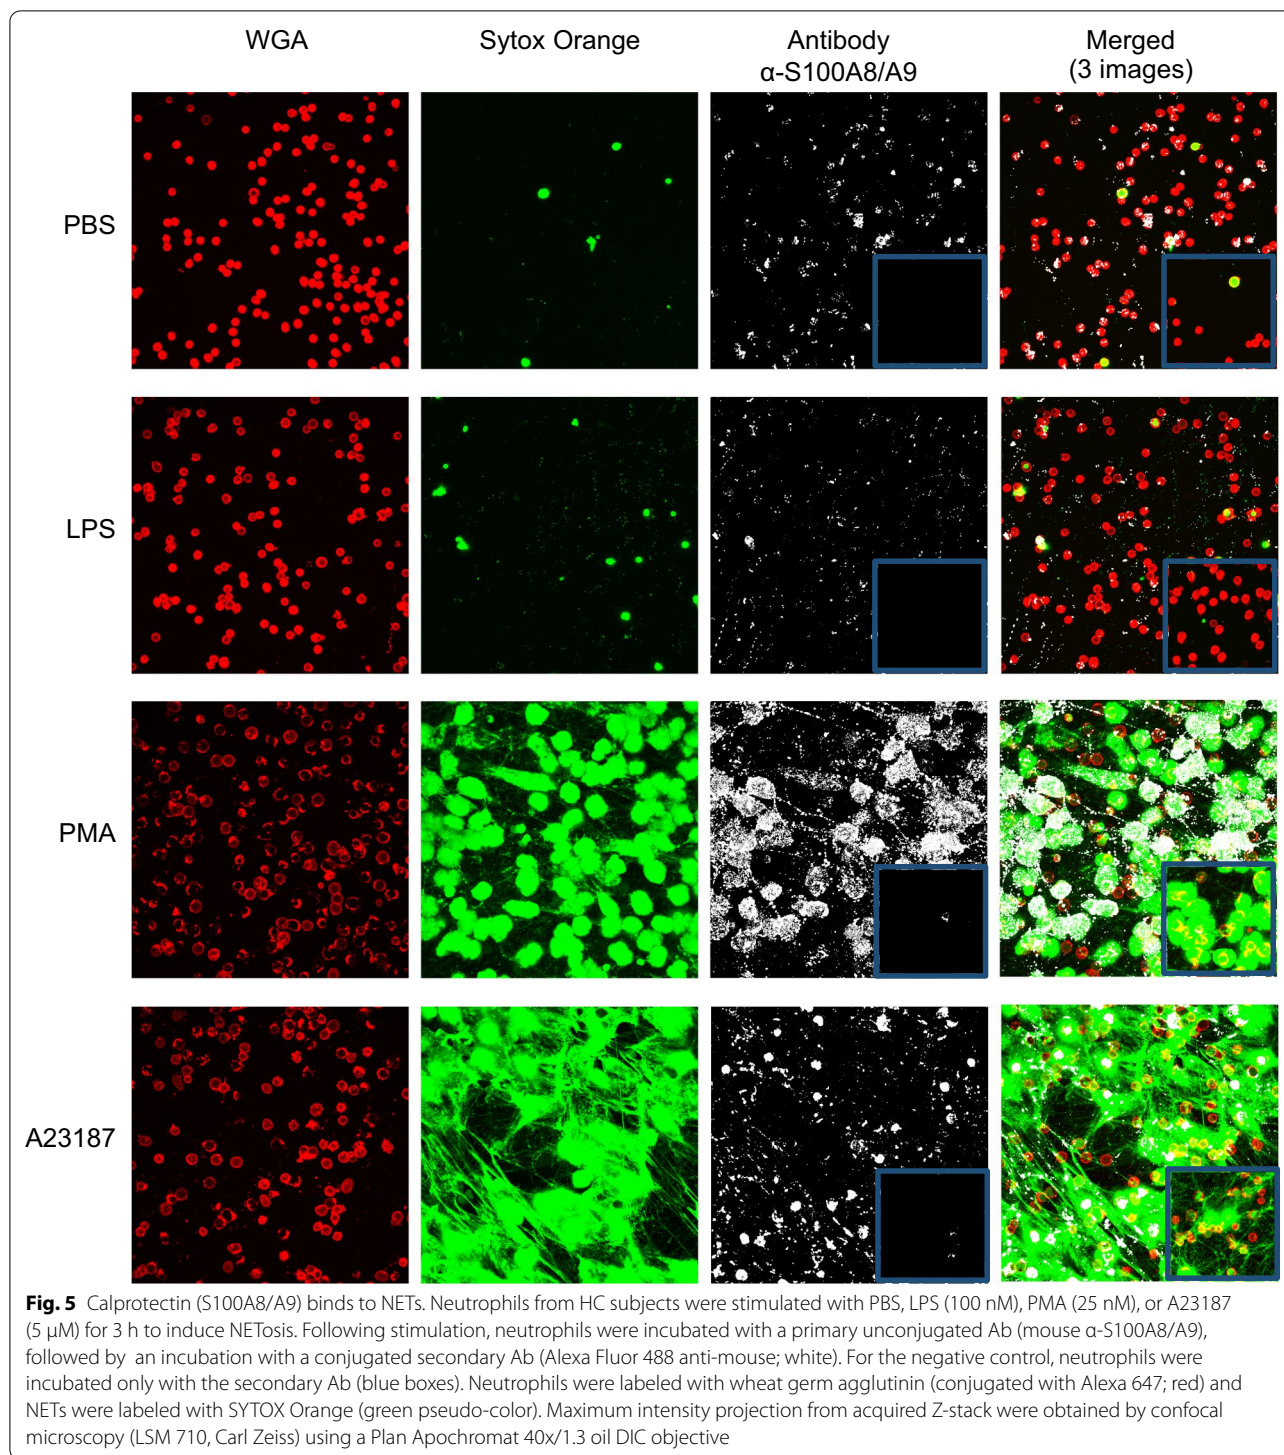 WGA
Sytox Orange
Antibody
α-S100A8/A9
Merged
(3 images)
PBS
LPS
PMA
A23187
Fig. 5 Calprotectin (S100A8/A9) binds to NETs. Neutrophils from HC subjects were stimulated with PBS, LPS (100 nM), PMA (25 nM), or A23187
(5 µM) for 3 h to induce NETosis. Following stimulation, neutrophils were incubated with a primary unconjugated Ab (mouse α-S100A8/A9),
followed by an incubation with a conjugated secondary Ab (Alexa Fluor 488 anti-mouse; white). For the negative control, neutrophils were
incubated only with the secondary Ab (blue boxes). Neutrophils were labeled with wheat germ agglutinin (conjugated with Alexa 647; red) and
NETs were labeled with SYTOX Orange (green pseudo-color). Maximum intensity projection from acquired Z-stack were obtained by confocal
microscopy (LSM 710, Carl Zeiss) using a Plan Apochromat 40x/1.3 oil DIC objective